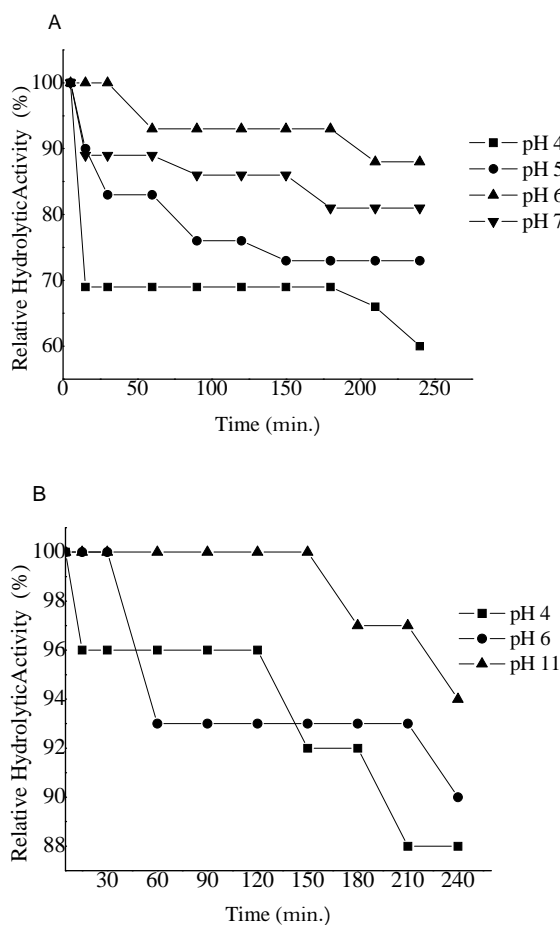 A
Relative HydrolyticActivity (%)
100
90
80
70
60
0
50
100
150
200
250
Time (min.)
pH 4
pH 5
pH 6
pH 7
B
Relative HydrolyticActivity (%)
100
98
96
94
92
90
88
30
60
90
120
150
180
210
240
Time (min.)
pH 4
pH 6
pH 11